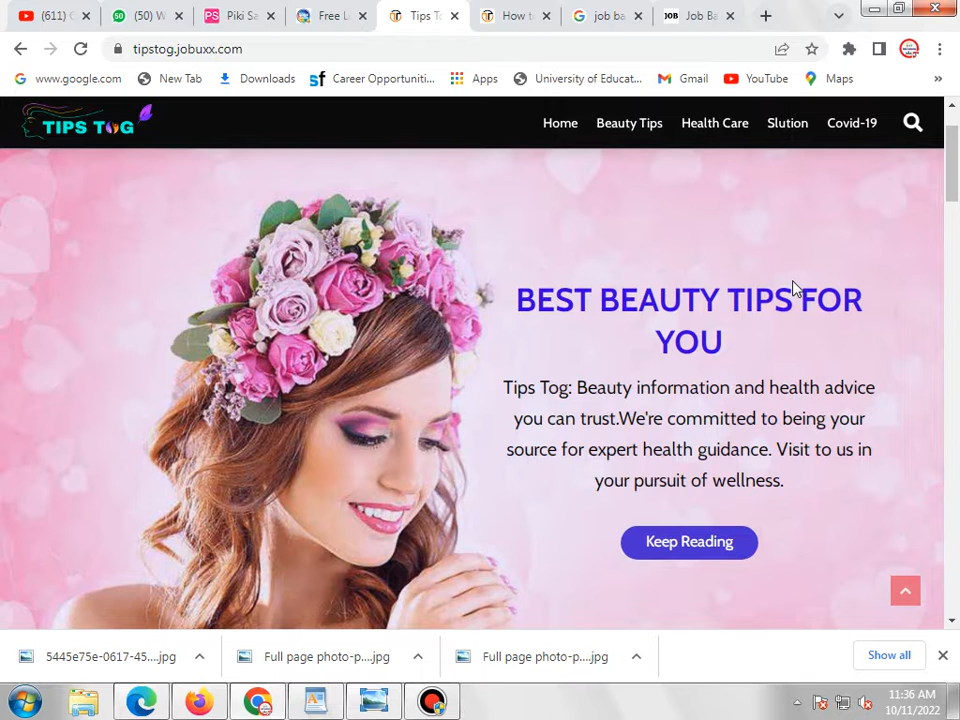 (611)
(50) W
PS Piki Sa
Free L
Tips To
How to
job ba
JOB Job Ba
tipstog.jobuxx.com
www.google.com
New Tab
Downloads
Sf Career Opportuniti...
Apps
University of Educat...
Gmail
YouTube
Maps
»
TIPS TOG
Home
Beauty Tips
Health Care
Slution
Covid-19
BEST BEAUTY TIPS FOR
YOU
Tips Tog: Beauty information and health advice
you can trust.We're committed to being your
source for expert health guidance. Visit to us in
your pursuit of wellness.
Keep Reading
5445e75e-0617-45....jpg
Full page photo-p....jpg
Full page photo-p....jpg
Show all
11:36 AM
10/11/2022